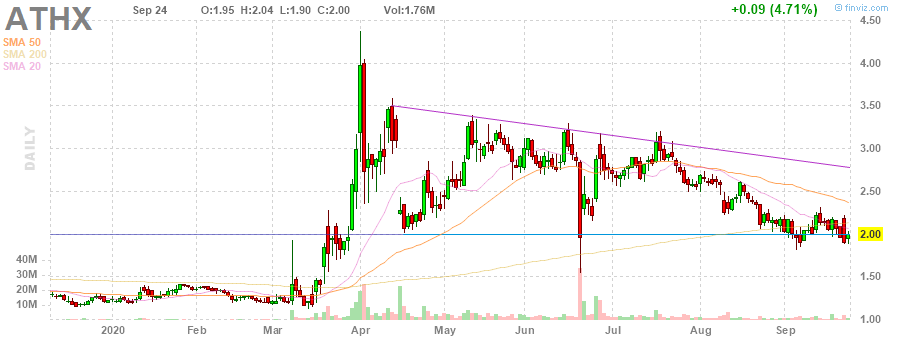 ATHX
Sep 24 O:1.95 H:2.04 L:1.90 C:2.00 Vol:1.76M +0.09 (4.71%) finviz.com
SMA 50
SMA 200
SMA 20
DAILY
4.50
4.00
3.50
3.00
2.50
2.00
1.50
1.00
40M
30M
20M
10M
2020 Feb Mar Apr May Jun Jul Aug Sep